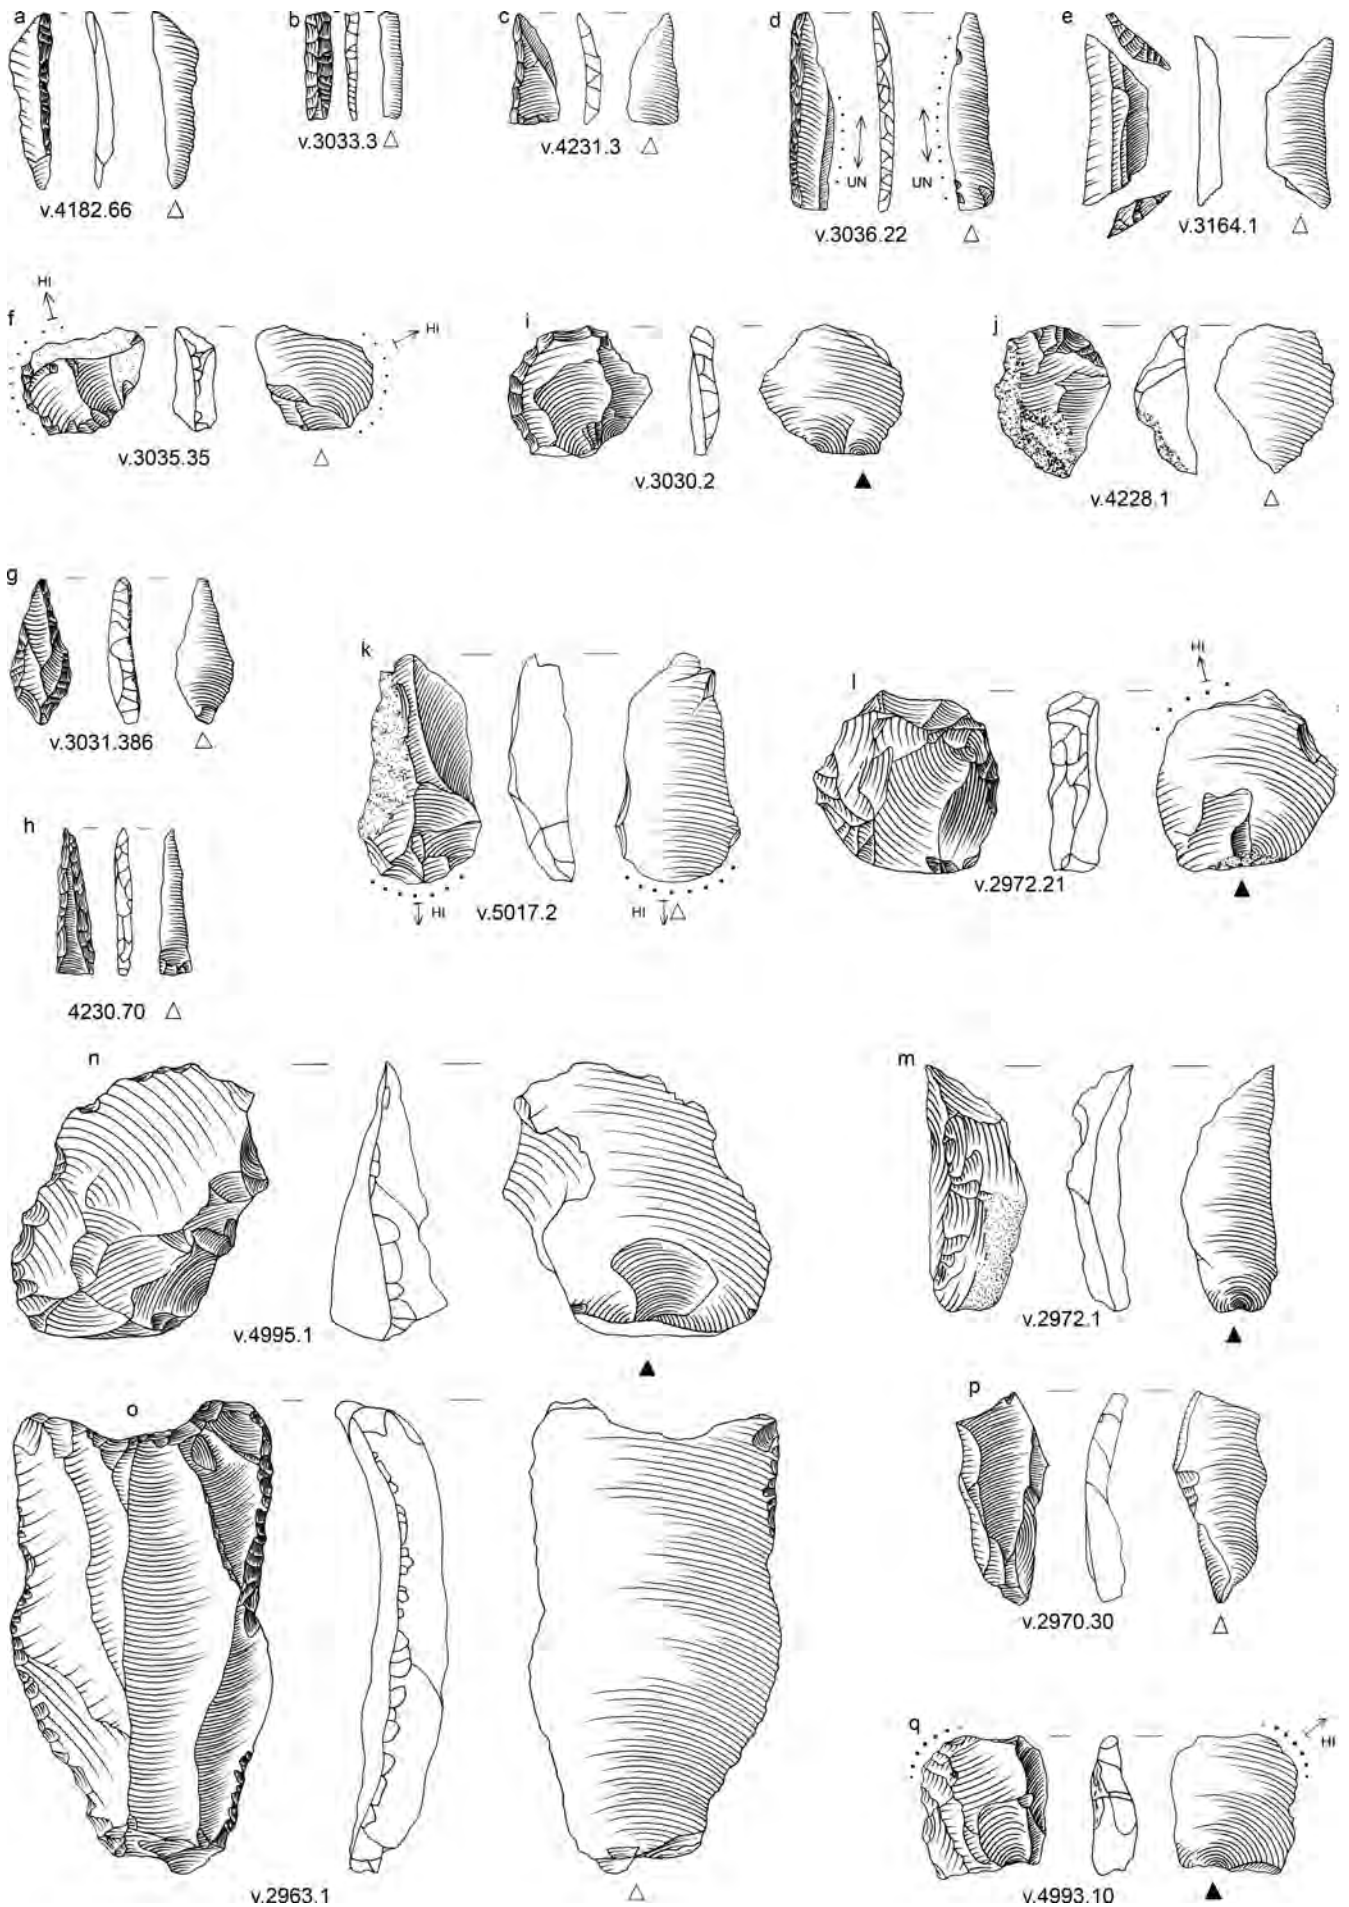 a
b
c
d
e
v.4182.66
v.3033.3
v.4231.3
UN
UN
v.3036.22
v.3164.1
HI
f
HI
i
j
v.3035.35
v.3030.2
v.4228.1
g
v.3031.386
k
HI
l
HI
v.5017.2
HI
v.2972.21
h
4230.70
n
m
v.4995.1
v.2972.1
o
p
v.2970.30
q
HI
v.2963.1
v.4993.10